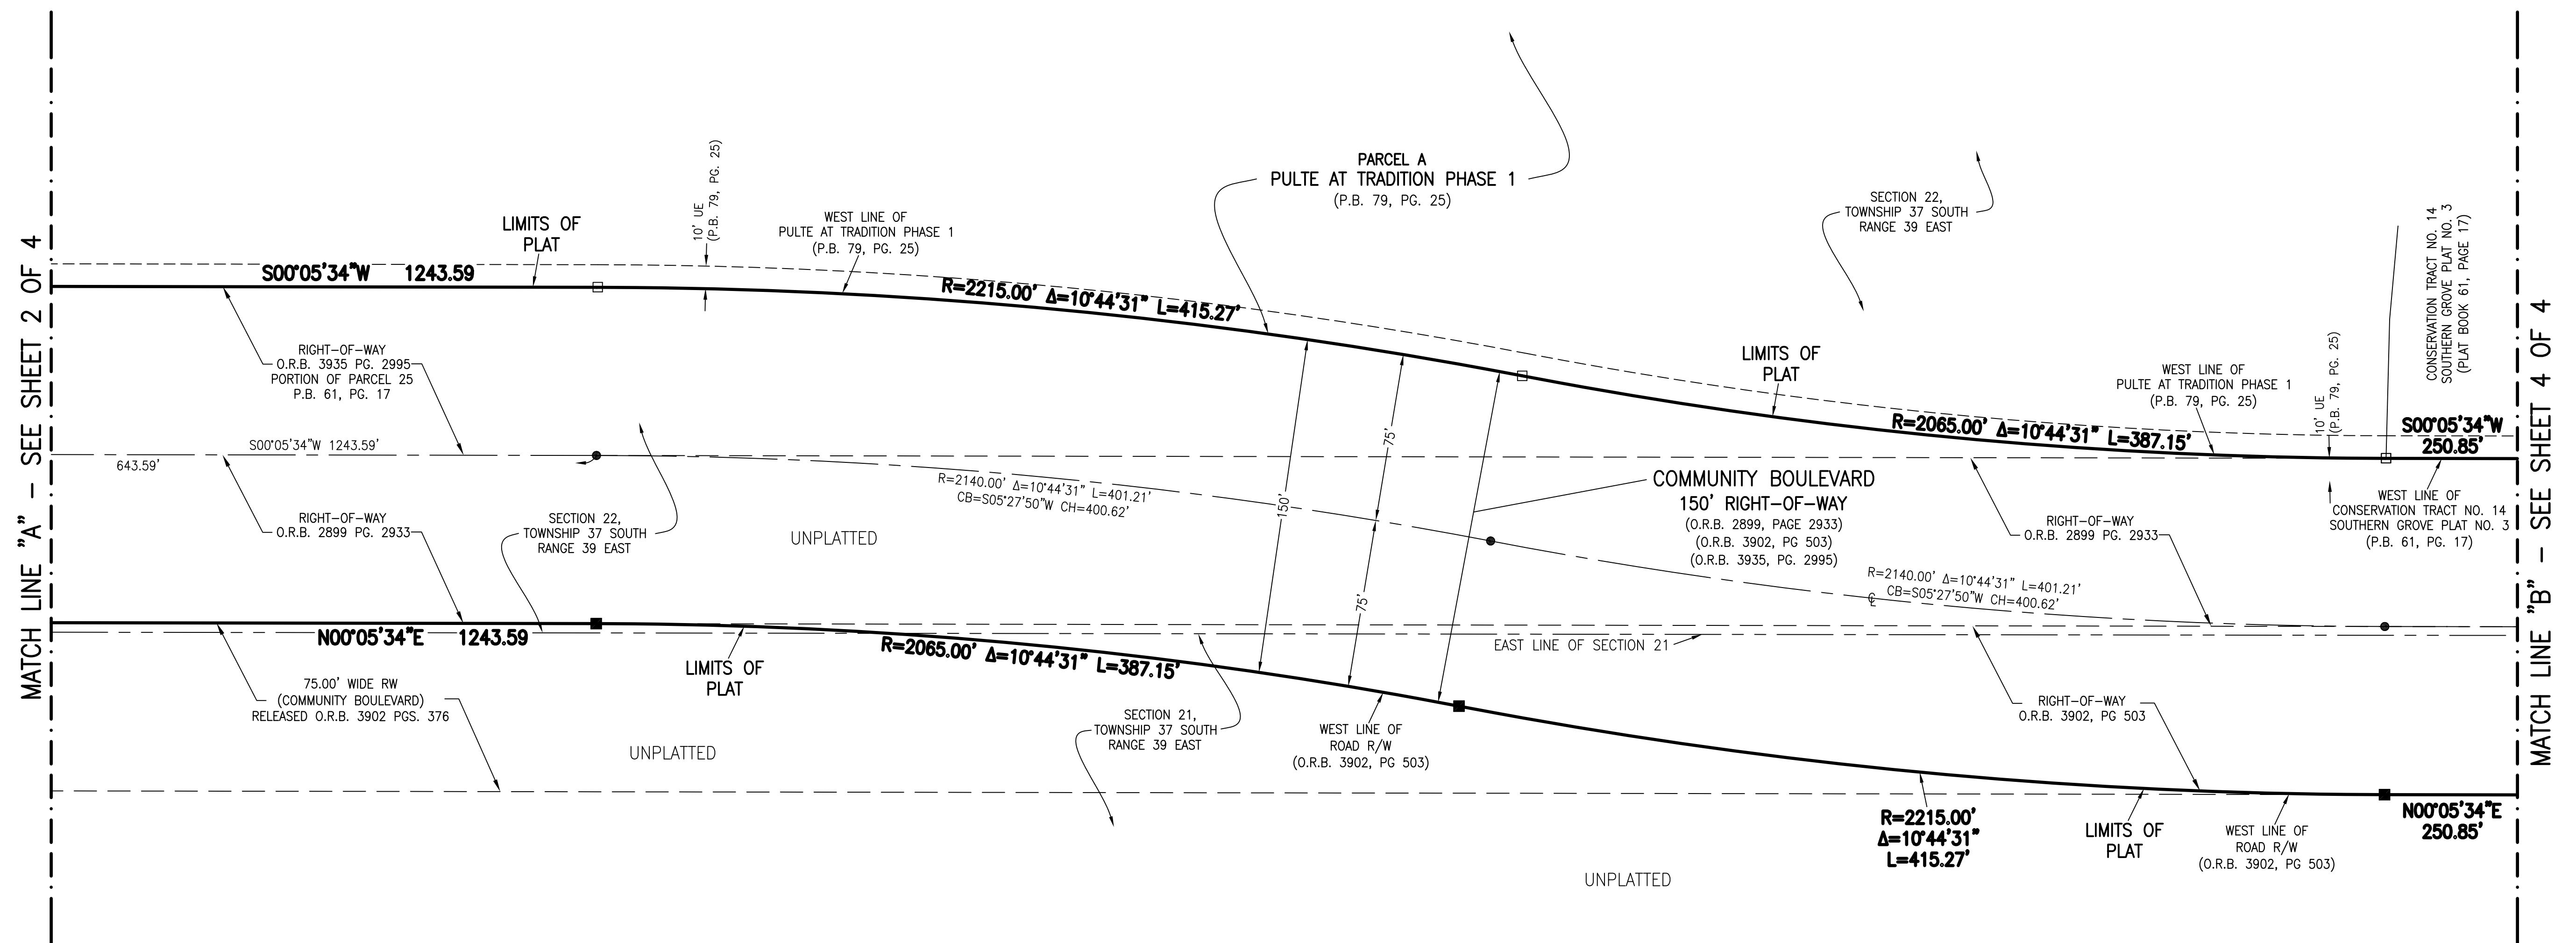 MATCH LINE "A" - SEE SHEET 2 OF 4
S00°05'34"W 1243.59
LIMITS OF
PLAT
10' UE
(P.B. 79, PG. 25)
WEST LINE OF
PULTE AT TRADITION PHASE 1
(P.B. 79, PG. 25)
R=2215.00' Δ=10°44'31" L=415.27'
PARCEL A
PULTE AT TRADITION PHASE 1
(P.B. 79, PG. 25)
SECTION 22,
TOWNSHIP 37 SOUTH
RANGE 39 EAST
LIMITS OF
PLAT
R=2065.00' Δ=10°44'31" L=387.15'
WEST LINE OF
PULTE AT TRADITION PHASE 1
(P.B. 79, PG. 25)
10' UE
(P.B. 79, PG. 25)
CONSERVATION TRACT NO. 14
SOUTHERN GROVE PLAT NO. 3
(PLAT BOOK 61, PAGE 17)
S00°05'34"W
250.85'
WEST LINE OF
CONSERVATION TRACT NO. 14
SOUTHERN GROVE PLAT NO. 3
(P.B. 61, PG. 17)
RIGHT-OF-WAY
O.R.B. 3935 PG. 2995
PORTION OF PARCEL 25
P.B. 61, PG. 17
S00°05'34"W 1243.59'
643.59'
RIGHT-OF-WAY
O.R.B. 2899 PG. 2933
SECTION 22,
TOWNSHIP 37 SOUTH
RANGE 39 EAST
UNPLATTED
R=2140.00' Δ=10°44'31" L=401.21'
CB=S05°27'50"W CH=400.62'
150'
75'
75'
COMMUNITY BOULEVARD
150' RIGHT-OF-WAY
(O.R.B. 2899, PAGE 2933)
(O.R.B. 3902, PG 503)
(O.R.B. 3935, PG. 2995)
RIGHT-OF-WAY
O.R.B. 2899 PG. 2933
R=2140.00' Δ=10°44'31" L=401.21'
CB=S05°27'50"W CH=400.62'
℄
EAST LINE OF SECTION 21
N00°05'34"E 1243.59
LIMITS OF
PLAT
R=2065.00' Δ=10°44'31" L=387.15'
75.00' WIDE RW
(COMMUNITY BOULEVARD)
RELEASED O.R.B. 3902 PGS. 376
UNPLATTED
SECTION 21,
TOWNSHIP 37 SOUTH
RANGE 39 EAST
WEST LINE OF
ROAD R/W
(O.R.B. 3902, PG 503)
RIGHT-OF-WAY
O.R.B. 3902, PG 503
R=2215.00'
Δ=10°44'31"
L=415.27'
LIMITS OF
PLAT
WEST LINE OF
ROAD R/W
(O.R.B. 3902, PG 503)
N00°05'34"E
250.85'
UNPLATTED
MATCH LINE "B" - SEE SHEET 4 OF 4